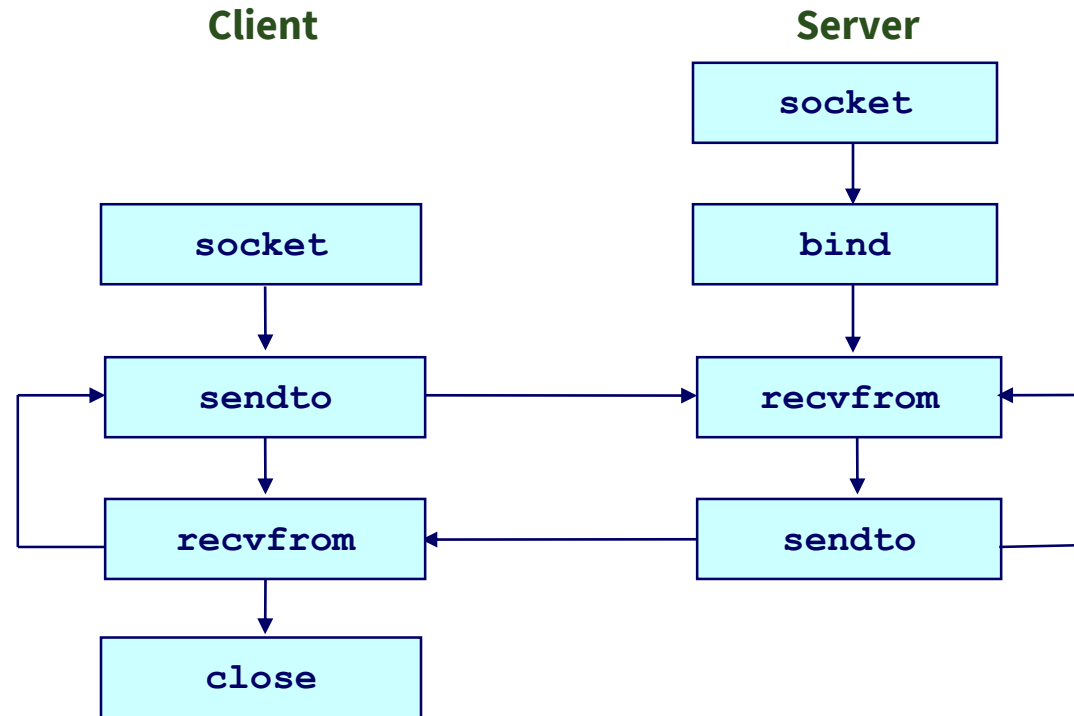 Client
Server
socket
socket
bind
sendto
recvfrom
recvfrom
sendto
close